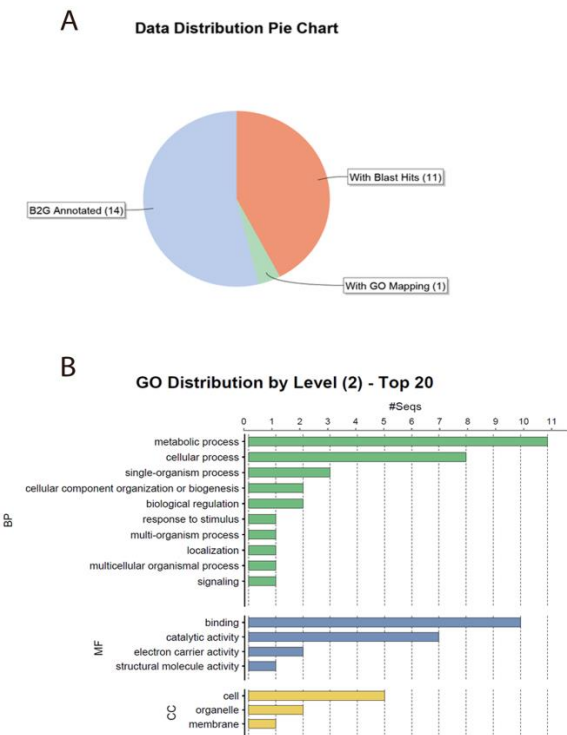 A
Data Distribution Pie Chart
With Blast Hits (11)
B2G Annotated (14)
With GO Mapping (1)
B
GO Distribution by Level (2) - Top 20
#Seqs
0 1 2 3 4 5 6 7 8 9 10 11
BP
metabolic process
cellular process
single-organism process
cellular component organization or biogenesis
biological regulation
response to stimulus
multi-organism process
localization
multicellular organismal process
signaling
MF
binding
catalytic activity
electron carrier activity
structural molecule activity
CC
cell
organelle
membrane